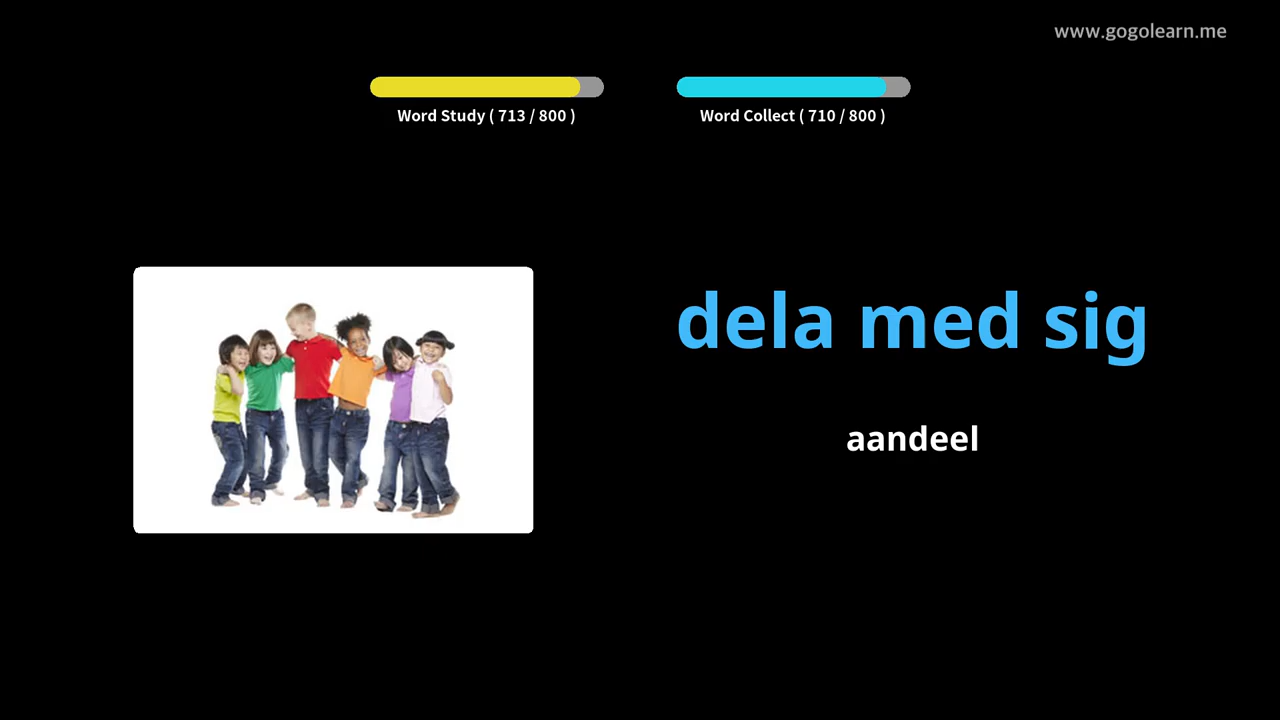 www.gogolearn.me
Word Study ( 713 / 800 )
Word Collect ( 710 / 800 )
dela med sig
aandeel